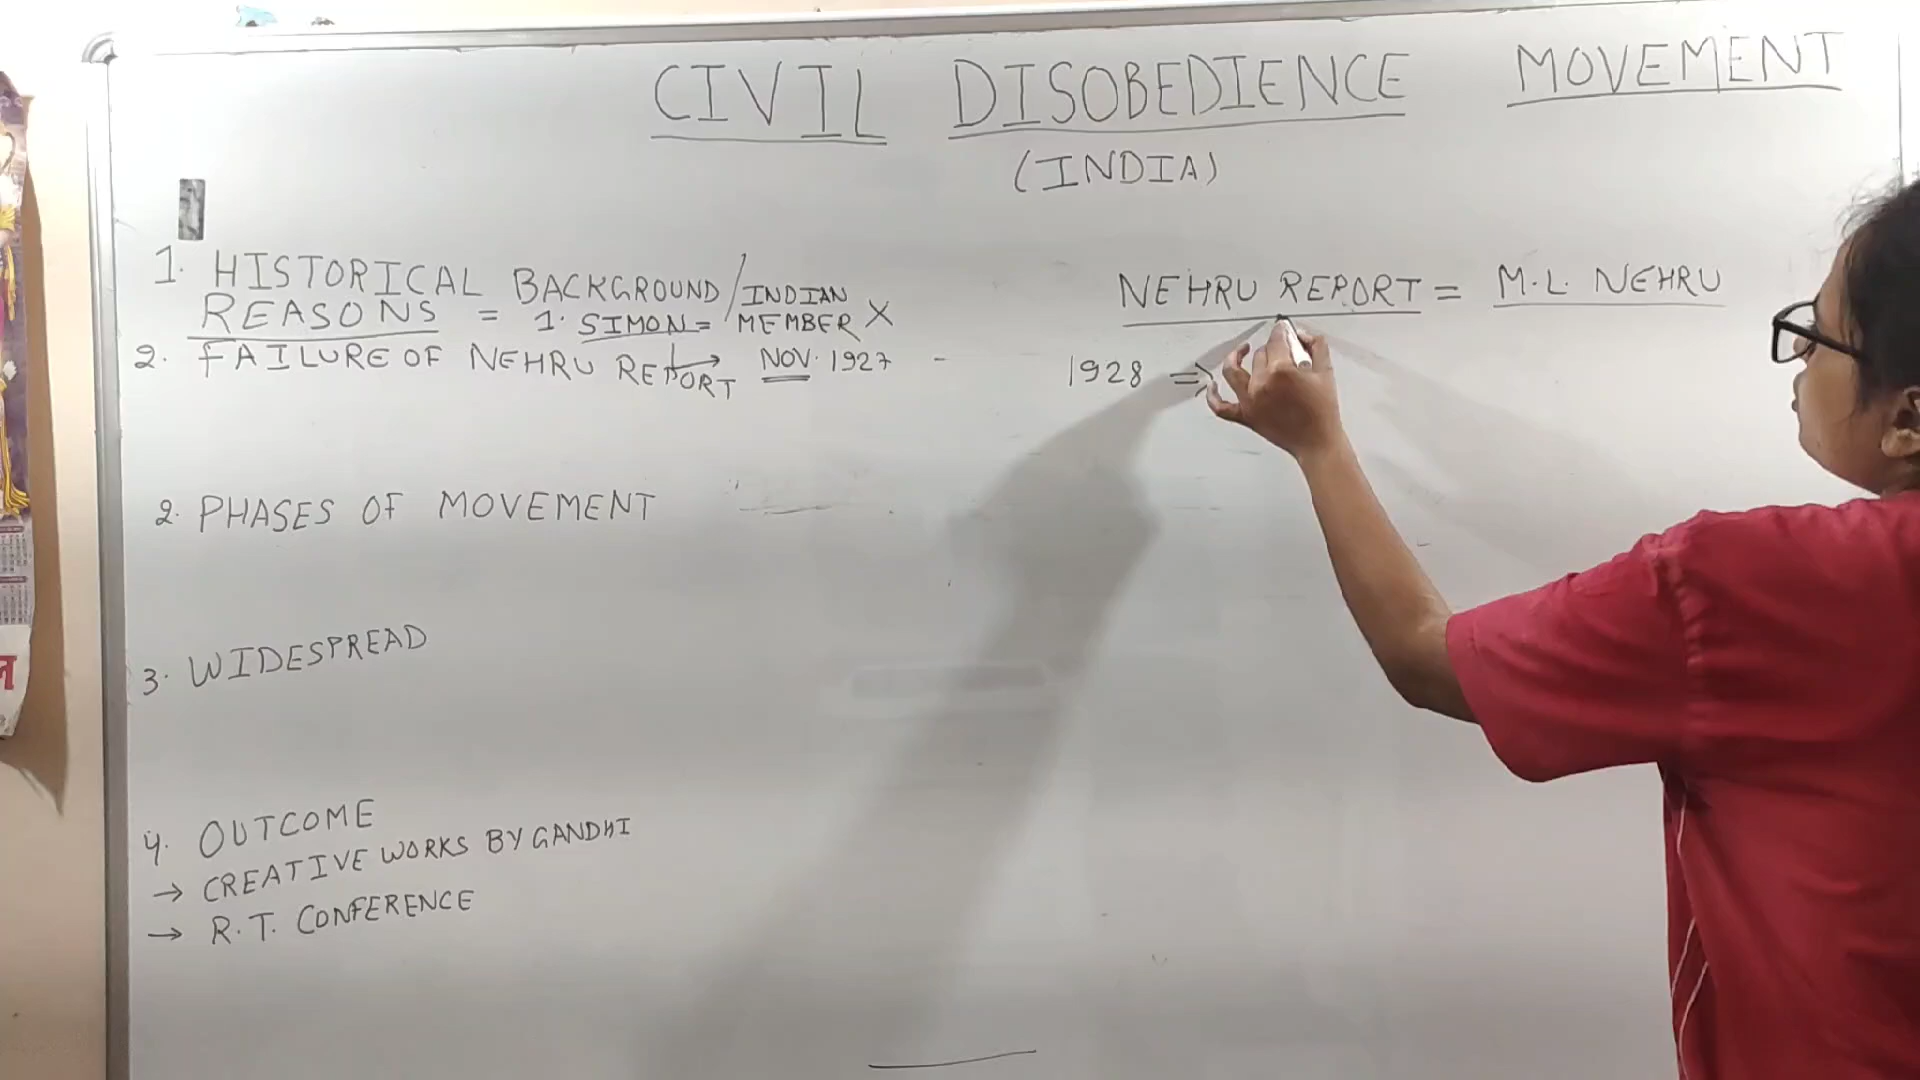 CIVIL DISOBEDIENCE MOVEMENT
(INDIA)
1. HISTORICAL BACKGROUND / INDIAN
REASONS = 1. SIMON = MEMBER X
2. FAILURE OF NEHRU REPORT → NOV. 1927 -
2. PHASES OF MOVEMENT
3. WIDESPREAD
4. OUTCOME
→ CREATIVE WORKS BY GANDHI
→ R.T. CONFERENCE
NEHRU REPORT = M.L. NEHRU
1928 ⇒